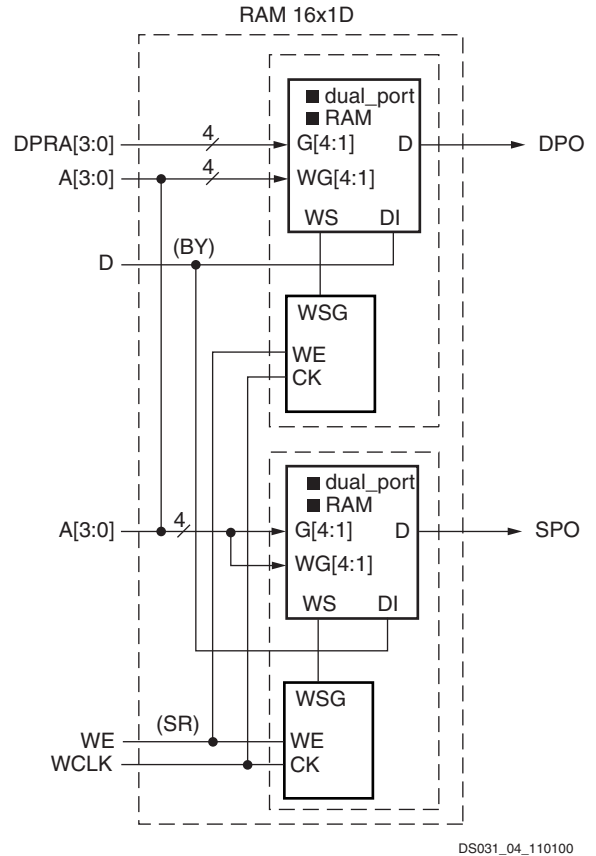 RAM 16x1D
dual_port
RAM
DPRA[3:0]
4
G[4:1]
D
DPO
A[3:0]
4
WG[4:1]
WS
DI
D
(BY)
WSG
WE
CK
dual_port
RAM
A[3:0]
4
G[4:1]
D
SPO
WG[4:1]
WS
DI
WSG
WE
(SR)
WE
WCLK
CK
DS031_04_110100